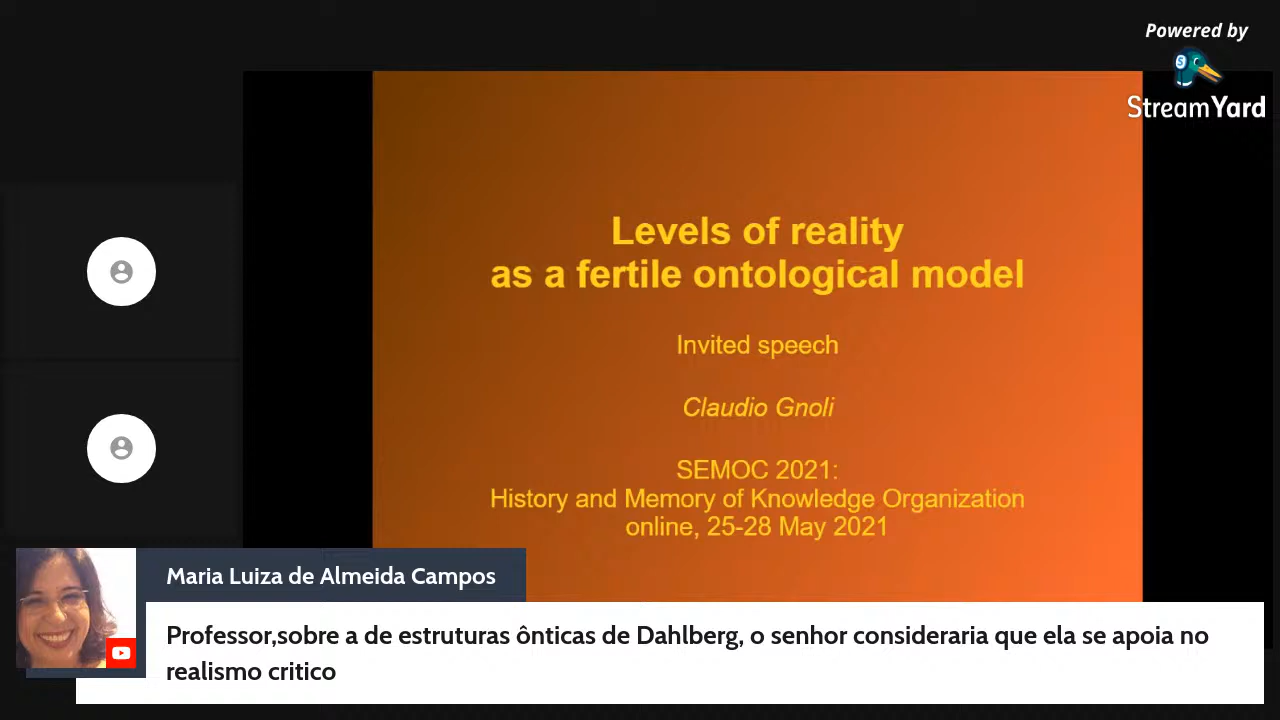 Powered by
StreamYard
Levels of reality
as a fertile ontological model
Invited speech
Claudio Gnoli
SEMOC 2021:
History and Memory of Knowledge Organization
online, 25-28 May 2021
Maria Luiza de Almeida Campos
Professor,sobre a de estruturas ônticas de Dahlberg, o senhor consideraria que ela se apoia no
realismo critico